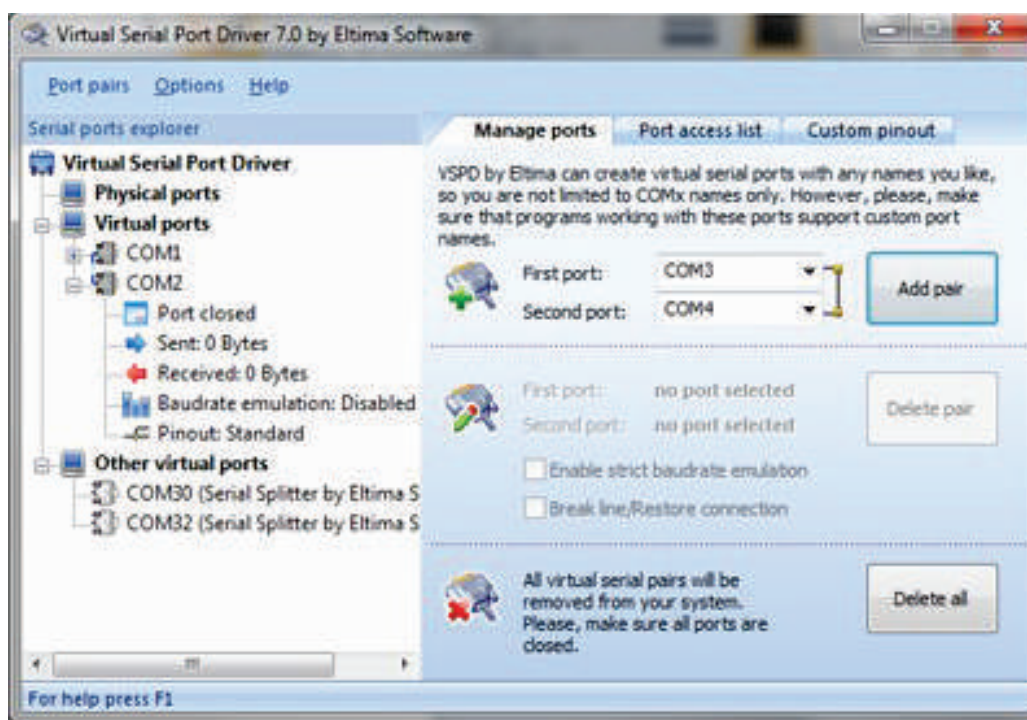 Virtual Serial Port Driver 7.0 by Eltima Software
Port pairs Options Help
Serial ports explorer
Virtual Serial Port Driver
Physical ports
Virtual ports
COM1
COM2
Port closed
Sent: 0 Bytes
Received: 0 Bytes
Baudrate emulation: Disabled
Pinout: Standard
Other virtual ports
COM30 (Serial Splitter by Eltima S
COM32 (Serial Splitter by Eltima S
Manage ports Port access list Custom pinout
VSPD by Eltima can create virtual serial ports with any names you like,
so you are not limited to COMx names only. However, please, make
sure that programs working with these ports support custom port
names.
First port: COM3
Second port: COM4
Add pair
First port: no port selected
Second port: no port selected
Delete pair
Enable strict baudrate emulation
Break line/Restore connection
All virtual serial pairs will be
removed from your system.
Please, make sure all ports are
closed.
Delete all
For help press F1